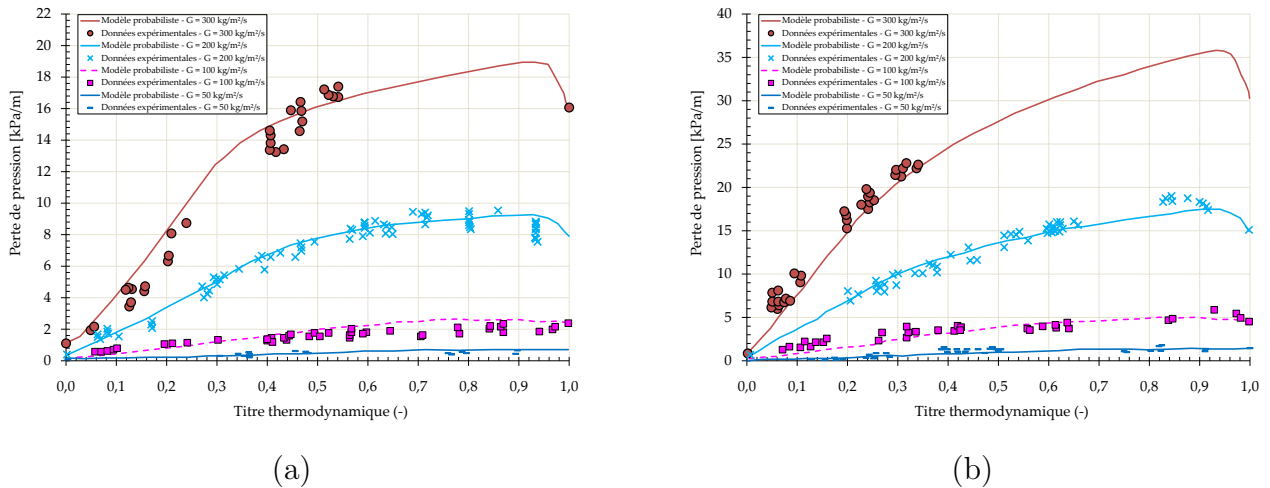 22
20
18
16
14
12
10
8
6
4
2
0
Perte de pression [kPa/m]
Modèle probabiliste - G = 300 kg/m²/s
Données expérimentales - G = 300 kg/m²/s
Modèle probabiliste - G = 200 kg/m²/s
Données expérimentales - G = 200 kg/m²/s
Modèle probabiliste - G = 100 kg/m²/s
Données expérimentales - G = 100 kg/m²/s
Modèle probabiliste - G = 50 kg/m²/s
Données expérimentales - G = 50 kg/m²/s
0,0 0,1 0,2 0,3 0,4 0,5 0,6 0,7 0,8 0,9 1,0
Titre thermodynamique (-)
(a)
40
35
30
25
20
15
10
5
0
Perte de pression [kPa/m]
Modèle probabiliste - G = 300 kg/m²/s
Données expérimentales - G = 300 kg/m²/s
Modèle probabiliste - G = 200 kg/m²/s
Données expérimentales - G = 200 kg/m²/s
Modèle probabiliste - G = 100 kg/m²/s
Données expérimentales - G = 100 kg/m²/s
Modèle probabiliste - G = 50 kg/m²/s
Données expérimentales - G = 50 kg/m²/s
0,0 0,1 0,2 0,3 0,4 0,5 0,6 0,7 0,8 0,9 1,0
Titre thermodynamique (-)
(b)